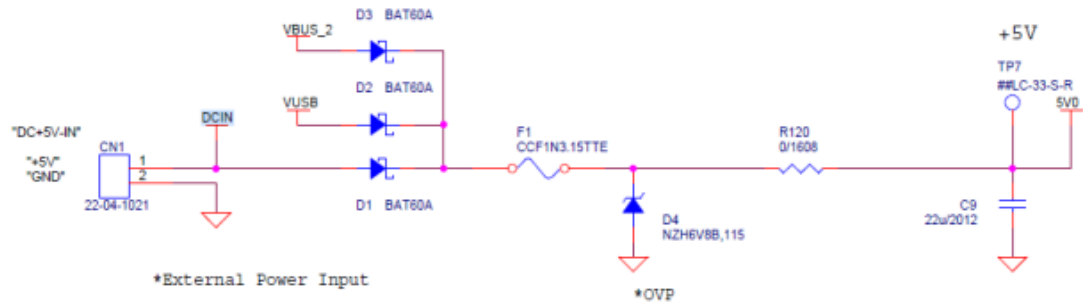 D3 BAT60A
VBUS_2
+5V
TP7
##LC-33-S-R
5V0
D2 BAT60A
VUSB
DCIN
"DC+5V-IN"
CN1
"+5V"
"GND"
1
2
22-04-1021
D1 BAT60A
F1
CCF1N3.15TTE
R120
0/1608
D4
NZH6V8B,115
C9
22u/2012
*External Power Input
*OVP